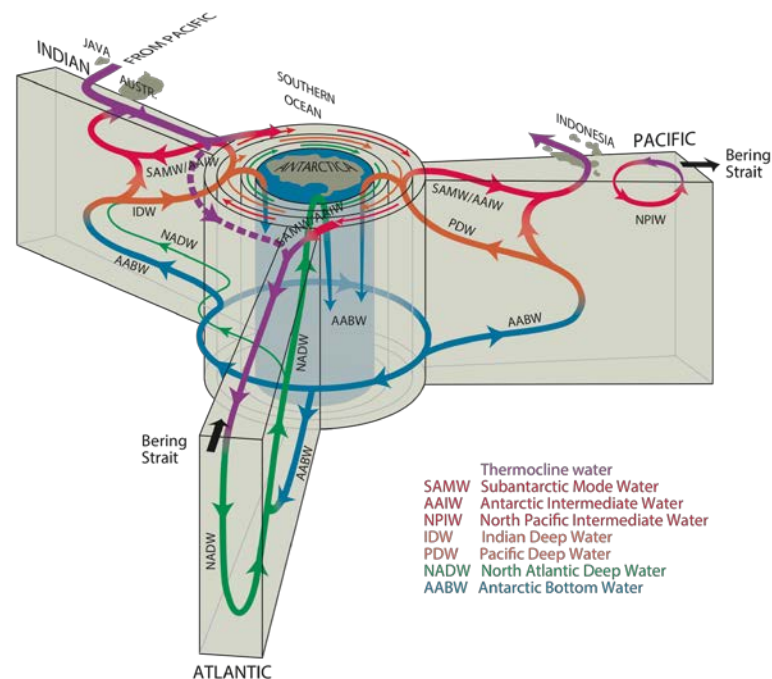 JAVA
INDIAN
FROM PACIFIC
AUSTR.
SOUTHERN
OCEAN
ANTARCTICA
INDONESIA
PACIFIC
Bering
Strait
SAMW/AAIW
SAMW/AAIW
SAMW/AAIW
NPIW
IDW
PDW
NADW
AABW
AABW
AABW
NADW
Bering
Strait
AABW
NADW
ATLANTIC
Thermocline water
SAMW Subantarctic Mode Water
AAIW Antarctic Intermediate Water
NPIW North Pacific Intermediate Water
IDW Indian Deep Water
PDW Pacific Deep Water
NADW North Atlantic Deep Water
AABW Antarctic Bottom Water